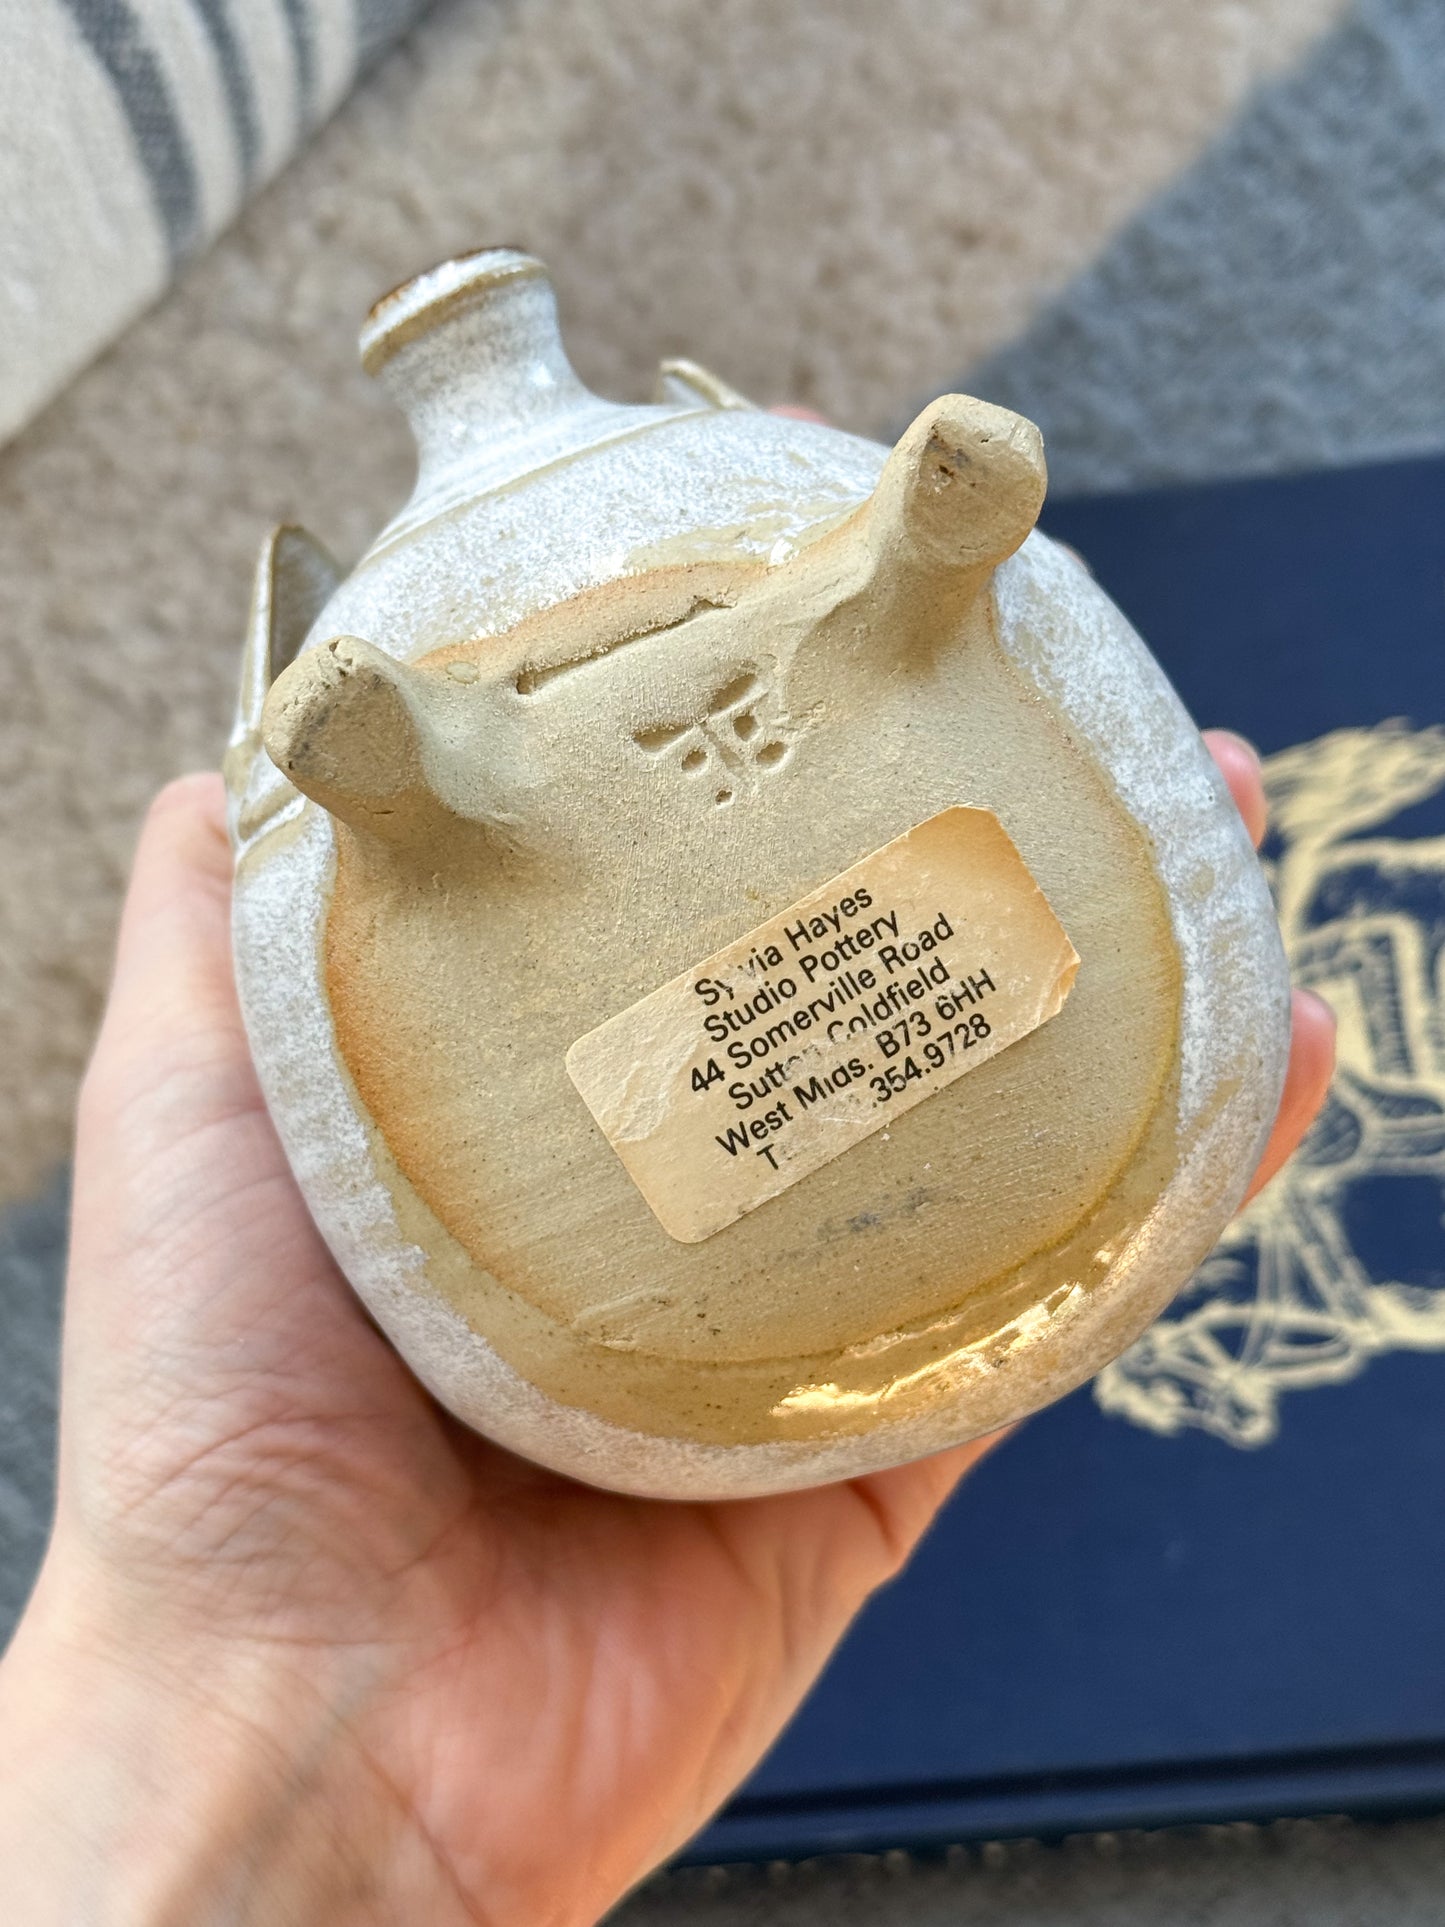 Sylvia Hayes
Studio Pottery
44 Somerville Road
Sutton Coldfield
West Mids. B73 6HH
.354.9728